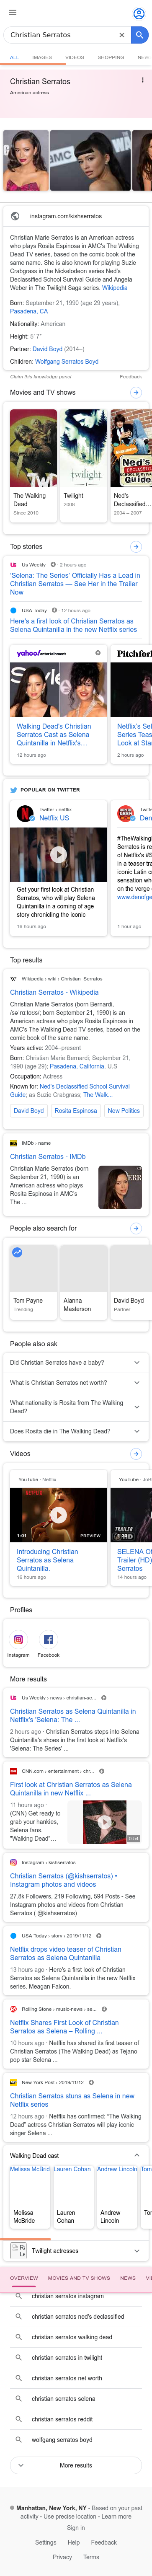 Christian Serratos
ALL IMAGES VIDEOS SHOPPING
Christian Serratos
American actress
instagram.com/kishserratos
Christian Marie Serratos is an American actress
who plays Rosita Espinosa in AMC's The Walking
Dead TV series, based on the comic book of the
same name. She is also known for playing Suzie
Crabgrass in the Nickelodeon series Ned's
Declassified School Survival Guide and Angela
Weber in The Twilight Saga series. Wikipedia
Born: September 21, 1990 (age 29 years),
Pasadena, CA
Nationality: American
Height: 5′ 7″
Partner: David Boyd (2014–)
Children: Wolfgang Serratos Boyd
Claim this knowledge panel
Feedback
Movies and TV shows
The Walking
Dead
Since 2010
Twilight
2008
Ned's
Declassified...
2004 – 2007
Top stories
Us Weekly 2 hours ago
'Selena: The Series' Officially Has a Lead in
Christian Serratos — See Her in the Trailer
Now
USA Today 12 hours ago
Here's a first look of Christian Serratos as
Selena Quintanilla in the new Netflix series
yahoo!
Walking Dead's Christian
Serratos Cast as Selena
Quintanilla in Netflix's...
12 hours ago
Pitchfork
Netflix's Sel
Series Teas
Look at Star
2 hours ago
POPULAR ON TWITTER
Twitter › netflix
Netflix US
Get your first look at Christian
Serratos, who will play Selena
Quintanilla in a coming of age
story chronicling the iconic
16 hours ago
#TheWalking
Serratos is re
of Netflix's #S
in a teaser tra
iconic Latin s
sensation wh
on the verge
www.denofge
1 hour ago
Top results
Wikipedia › wiki › Christian_Serratos
Christian Serratos - Wikipedia
Christian Marie Serratos (born Bernardi,
September 21, 1990) is an
American actress who plays Rosita Espinosa in
AMC's The Walking Dead TV series, based on the
comic book of the same name.
Years active: 2004–present
Born: Christian Marie Bernardi: September 21,
1990 (age 29); Pasadena, California, U.S
Occupation: Actress
Known for: Ned's Declassified School Survival
Guide; as Suzie Crabgrass; The Walk...
David Boyd Rosita Espinosa New Politics
IMDb › name
Christian Serratos - IMDb
Christian Serratos (born
September 21, 1990) is an
American actress who plays
Rosita Espinosa in AMC's
The ...
People also search for
Tom Payne
Trending
Alanna
Masterson
David Boyd
Partner
People also ask
Did Christian Serratos have a baby?
What is Christian Serratos net worth?
What nationality is Rosita from The Walking
Dead?
Does Rosita die in The Walking Dead?
Videos
YouTube · Netflix
1:01
PREVIEW
Introducing Christian
Serratos as Selena
Quintanilla.
16 hours ago
SELENA Of
Trailer (HD)
Serratos
14 hours ago
Profiles
Instagram
Facebook
More results
Us Weekly › news › christian-se...
Christian Serratos as Selena Quintanilla in
Netflix's 'Selena: The ...
2 hours ago · Christian Serratos steps into Selena
Quintanilla's shoes in the first look at Netflix's
'Selena: The Series' ...
CNN.com › entertainment › chr...
First look at Christian Serratos as Selena
Quintanilla in new Netflix ...
11 hours ago ·
(CNN) Get ready to
grab your hankies,
Selena fans.
"Walking Dead"...
0:54
Instagram › kishserratos
Christian Serratos (@kishserratos) •
Instagram photos and videos
27.8k Followers, 219 Following, 594 Posts - See
Instagram photos and videos from Christian
Serratos ( @kishserratos)
USA Today › story › 2019/11/12
Netflix drops video teaser of Christian
Serratos as Selena Quintanilla
13 hours ago · Here's a first look of Christian
Serratos as Selena Quintanilla in the new Netflix
series. Meagan Falcon.
Rolling Stone › music-news › se...
Netflix Shares First Look of Christian
Serratos as Selena – Rolling ...
10 hours ago · Netflix has shared its first teaser of
Christian Serratos (The Walking Dead) as Tejano
pop star Selena ...
New York Post › 2019/11/12
Christian Serratos stuns as Selena in new
Netflix series
12 hours ago · Netflix has confirmed: "The Walking
Dead" actress Christian Serratos will play iconic
singer Selena ...
Walking Dead cast
Melissa McBrid Lauren Cohan Andrew Lincoln
Melissa
McBride
Lauren
Cohan
Andrew
Lincoln
Twilight actresses
OVERVIEW MOVIES AND TV SHOWS NEWS
christian serratos instagram
christian serratos ned's declassified
christian serratos walking dead
christian serratos in twilight
christian serratos net worth
christian serratos selena
christian serratos reddit
wolfgang serratos boyd
More results
Manhattan, New York, NY - Based on your past
activity - Use precise location - Learn more
Sign in
Settings Help Feedback
Privacy Terms